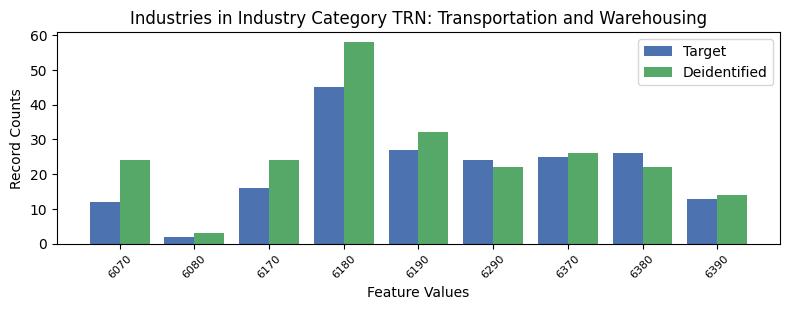 Industries in Industry Category TRN: Transportation and Warehousing
Target
Deidentified
Record Counts
60
50
40
30
20
10
0
6070 6080 6170 6180 6190 6290 6370 6380 6390
Feature Values